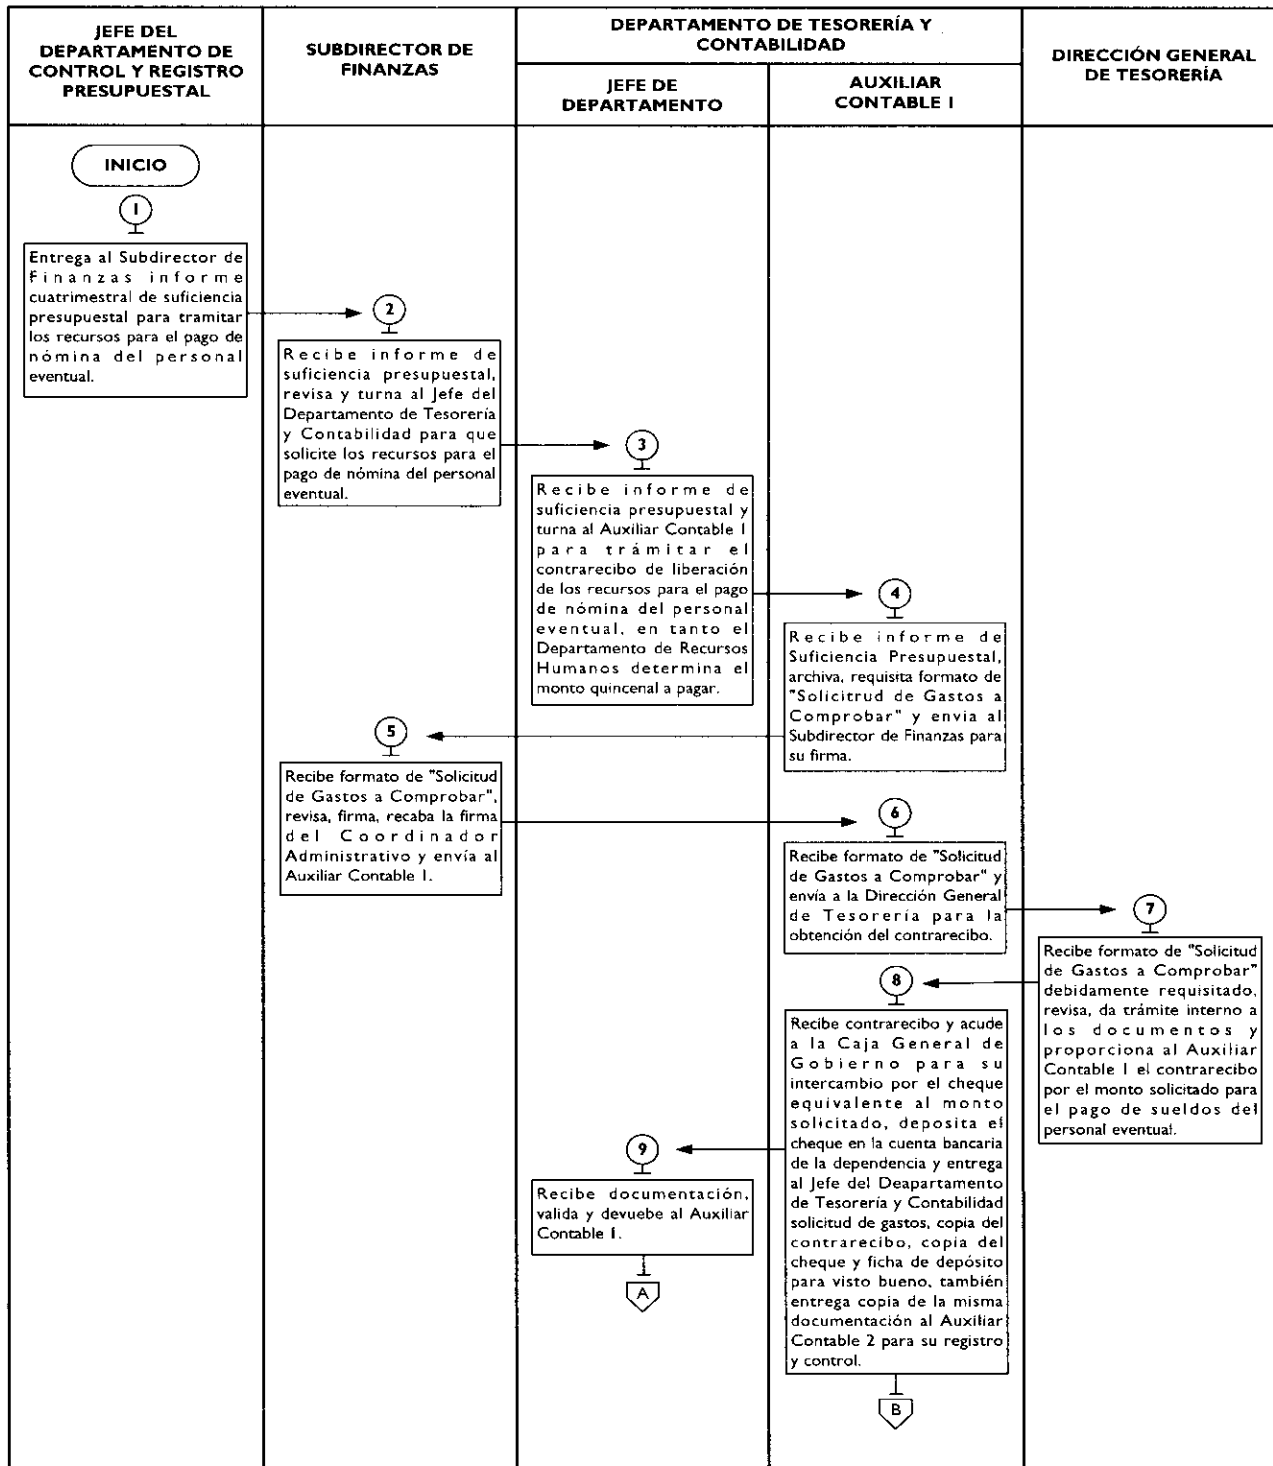 JEFE DEL
DEPARTAMENTO DE
CONTROL Y REGISTRO
PRESUPUESTAL
SUBDIRECTOR DE
FINANZAS
DEPARTAMENTO DE TESORERÍA Y
CONTABILIDAD
JEFE DE
DEPARTAMENTO
AUXILIAR
CONTABLE I
DIRECCIÓN GENERAL
DE TESORERÍA
INICIO
1
Entrega al Subdirector de
Finanzas informe
cuatrimestral de suficiencia
presupuestal para tramitar
los recursos para el pago de
nómina del personal
eventual.
2
Recibe informe de
suficiencia presupuestal,
revisa y turna al Jefe del
Departamento de Tesorería
y Contabilidad para que
solicite los recursos para el
pago de nómina del personal
eventual.
3
Recibe informe de
suficiencia presupuestal y
turna al Auxiliar Contable 1
para trámitar el
contrarecibo de liberación
de los recursos para el pago
de nómina del personal
eventual, en tanto el
Departamento de Recursos
Humanos determina el
monto quincenal a pagar.
4
Recibe informe de
Suficiencia Presupuestal,
archiva, requisita formato de
"Solicitrud de Gastos a
Comprobar" y envia al
Subdirector de Finanzas para
su firma.
5
Recibe formato de "Solicitud
de Gastos a Comprobar",
revisa, firma, recaba la firma
del Coordinador
Administrativo y envía al
Auxiliar Contable 1.
6
Recibe formato de "Solicitud
de Gastos a Comprobar" y
envía a la Dirección General
de Tesorería para la
obtención del contrarecibo.
7
Recibe formato de "Solicitud
de Gastos a Comprobar"
debidamente requisitado,
revisa, da trámite interno a
los documentos y
proporciona al Auxiliar
Contable 1 el contrarecibo
por el monto solicitado para
el pago de sueldos del
personal eventual.
8
Recibe contrarecibo y acude
a la Caja General de
Gobierno para su
intercambio por el cheque
equivalente al monto
solicitado, deposita el
cheque en la cuenta bancaria
de la dependencia y entrega
al Jefe del Deapartamento
de Tesorería y Contabilidad
solicitud de gastos, copia del
contrarecibo, copia del
cheque y ficha de depósito
para visto bueno, también
entrega copia de la misma
documentación al Auxiliar
Contable 2 para su registro
y control.
9
Recibe documentación,
valida y devuebe al Auxiliar
Contable 1.
A
B